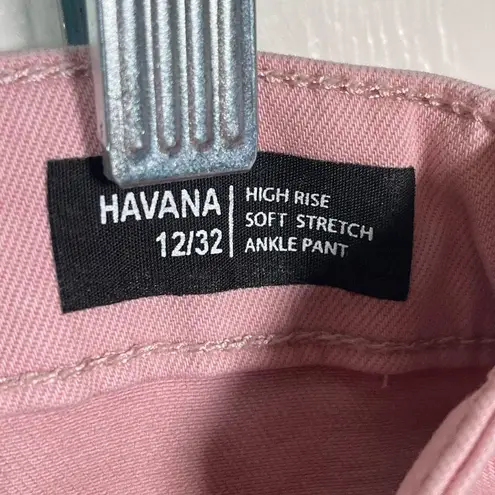 HAVANA
12/32
HIGH RISE
SOFT STRETCH
ANKLE PANT